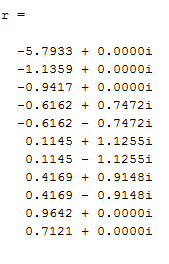 r =
-5.7933 + 0.0000i
-1.1359 + 0.0000i
-0.9417 + 0.0000i
-0.6162 + 0.7472i
-0.6162 - 0.7472i
0.1145 + 1.1255i
0.1145 - 1.1255i
0.4169 + 0.9148i
0.4169 - 0.9148i
0.9642 + 0.0000i
0.7121 + 0.0000i